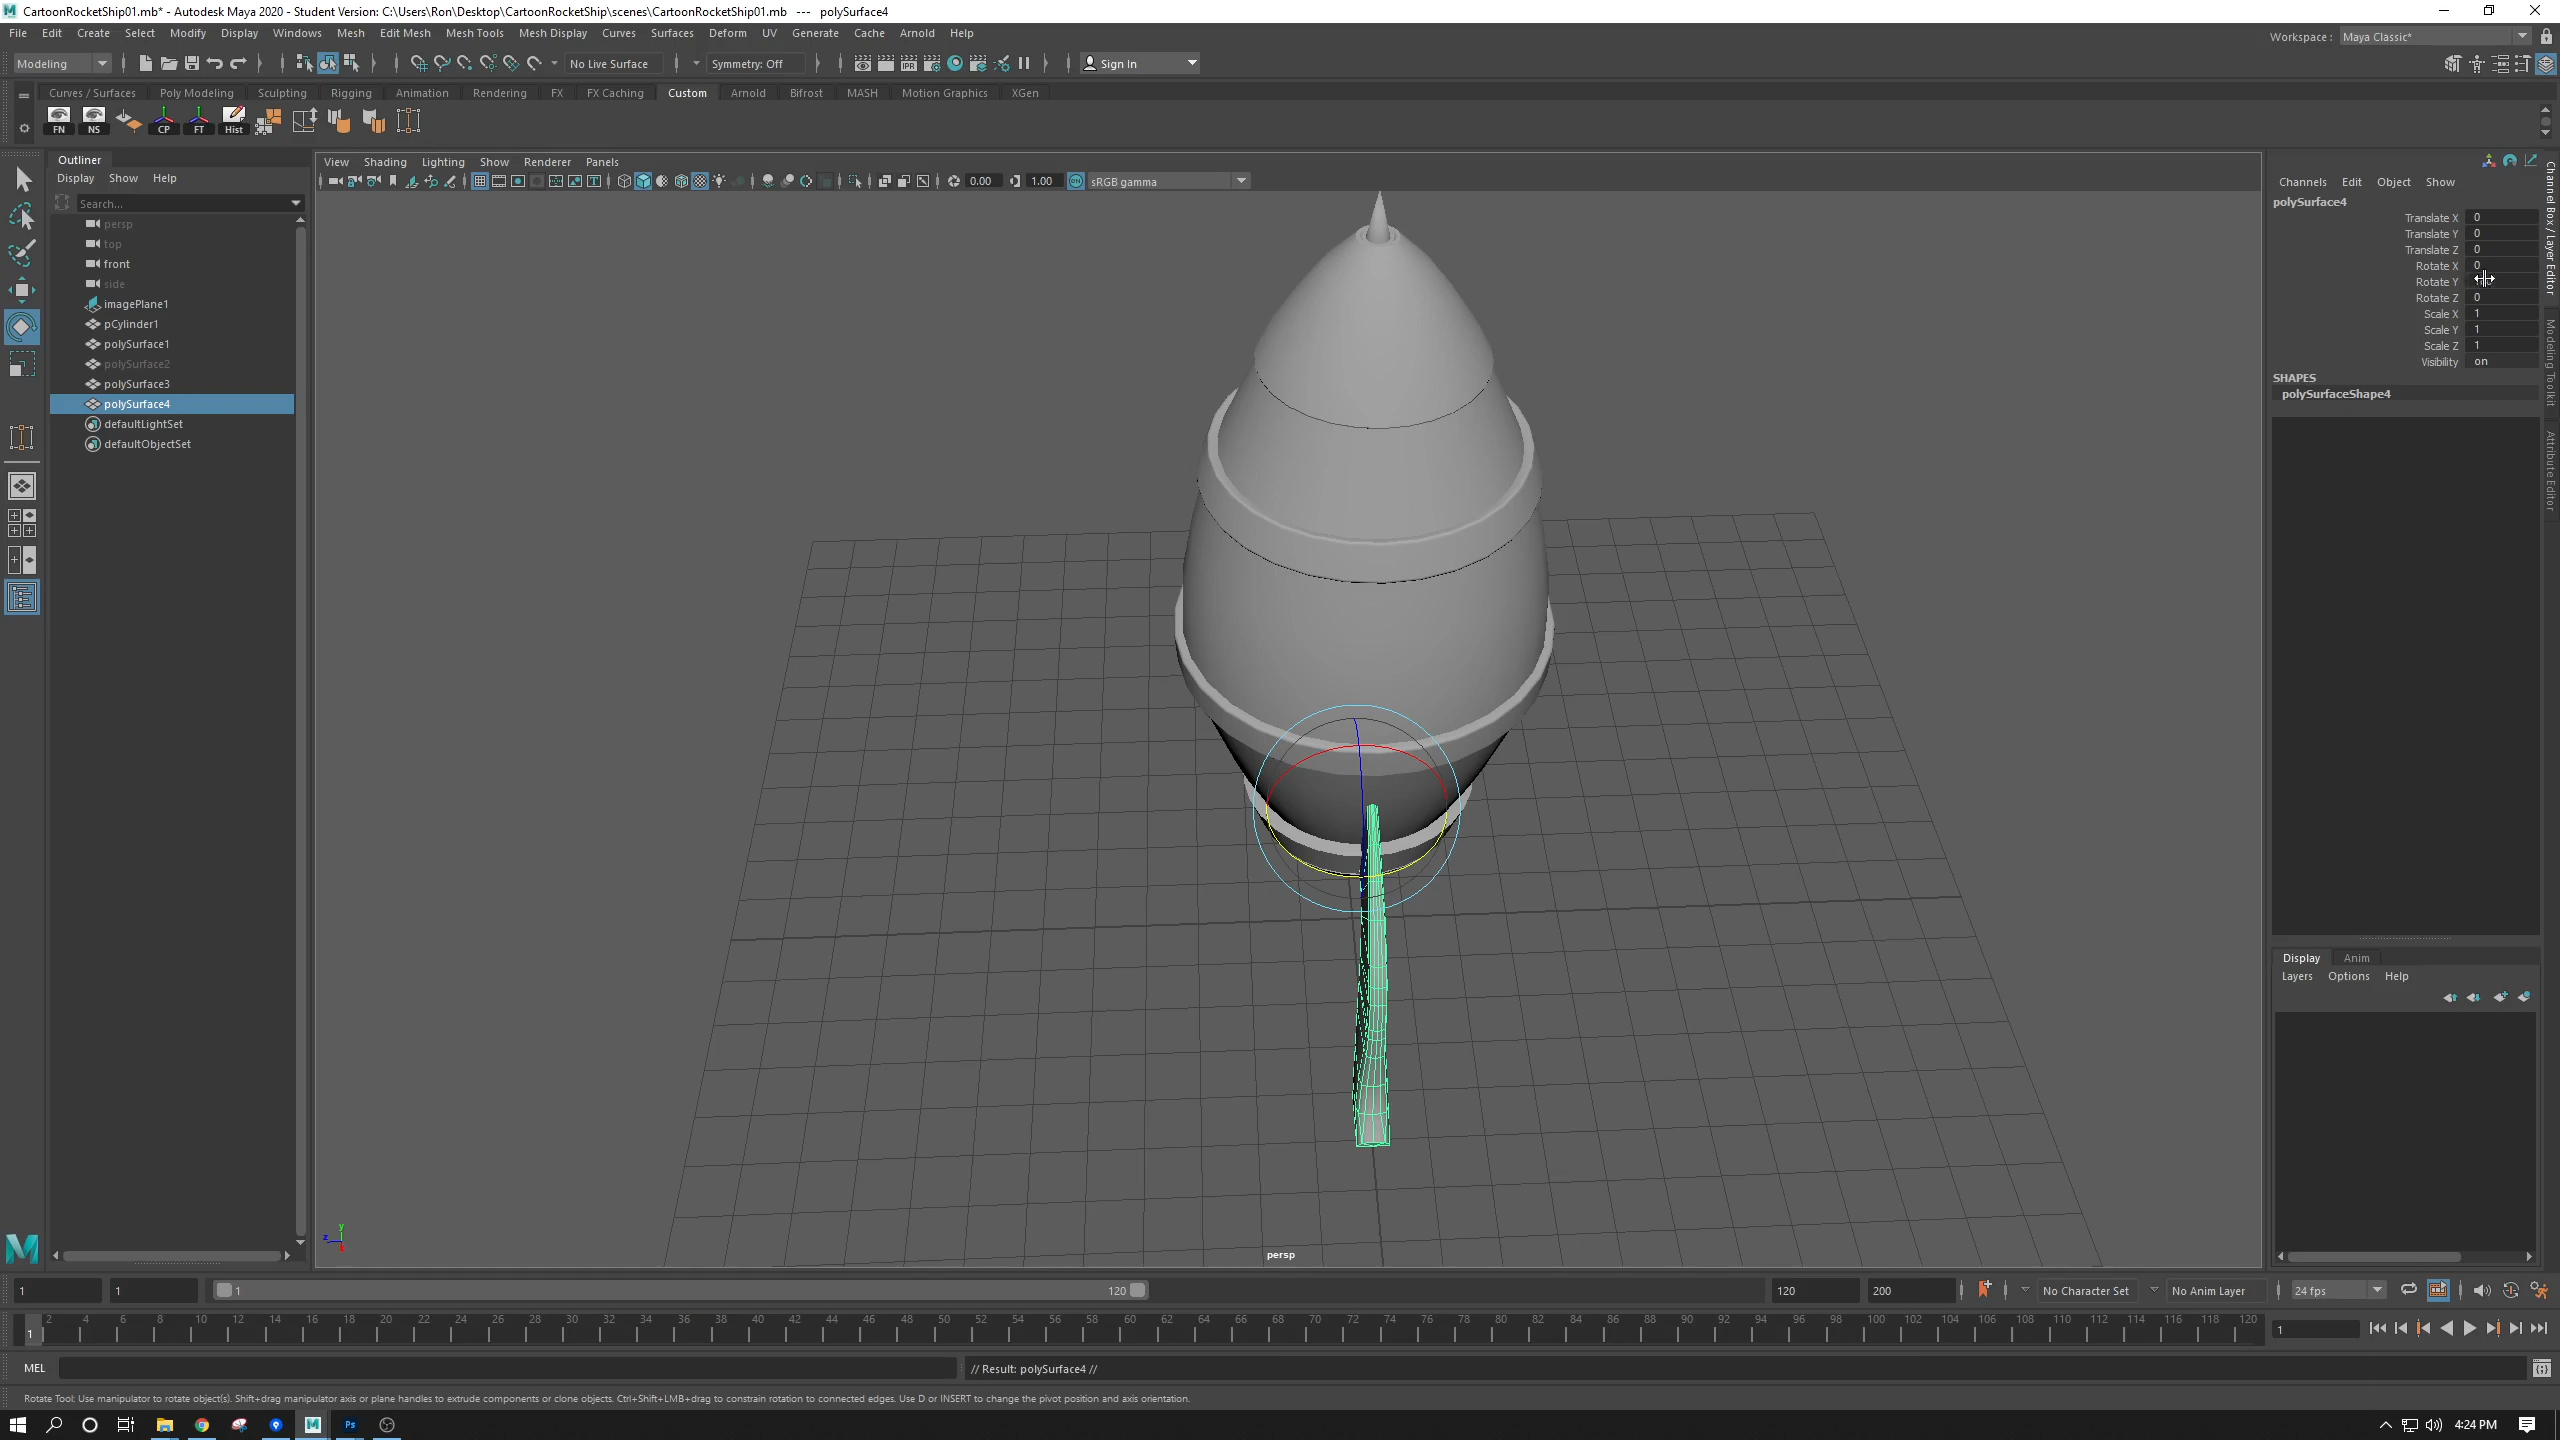 CartoonRocketShip01.mb* - Autodesk Maya 2020 - Student Version: C:\Users\Ron\Desktop\CartoonRocketShip\scenes\CartoonRocketShip01.mb --- polySurface4
File Edit Create Select Modify Display Windows Mesh Edit Mesh Mesh Tools Mesh Display Curves Surfaces Deform UV Generate Cache Arnold Help
Workspace : Maya Classic*
Modeling No Live Surface Symmetry: Off IPR Sign In
Curves / Surfaces Poly Modeling Sculpting Rigging Animation Rendering FX FX Caching Custom Arnold Bifrost MASH Motion Graphics XGen
FN NS CP FT Hist
Outliner
Display Show Help
Search...
persp
top
front
side
imagePlane1
pCylinder1
polySurface1
polySurface2
polySurface3
polySurface4
defaultLightSet
defaultObjectSet
View Shading Lighting Show Renderer Panels
0.00 1.00 ON sRGB gamma
y
z
x
persp
Channels Edit Object Show
polySurface4
Translate X 0
Translate Y 0
Translate Z 0
Rotate X 0
Rotate Y
Rotate Z 0
Scale X 1
Scale Y 1
Scale Z 1
Visibility on
SHAPES
polySurfaceShape4
Channel Box / Layer Editor
Modeling Toolkit
Attribute Editor
Display Anim
Layers Options Help
1 1 1 120 120 200 No Character Set No Anim Layer 24 fps
1 2 4 6 8 10 12 14 16 18 20 22 24 26 28 30 32 34 36 38 40 42 44 46 48 50 52 54 56 58 60 62 64 66 68 70 72 74 76 78 80 82 84 86 88 90 92 94 96 98 100 102 104 106 108 110 112 114 116 118 120 1
MEL // Result: polySurface4 //
Rotate Tool: Use manipulator to rotate object(s). Shift+drag manipulator axis or plane handles to extrude components or clone objects. Ctrl+Shift+LMB+drag to constrain rotation to connected edges. Use D or INSERT to change the pivot position and axis orientation.
Ps 4:24 PM